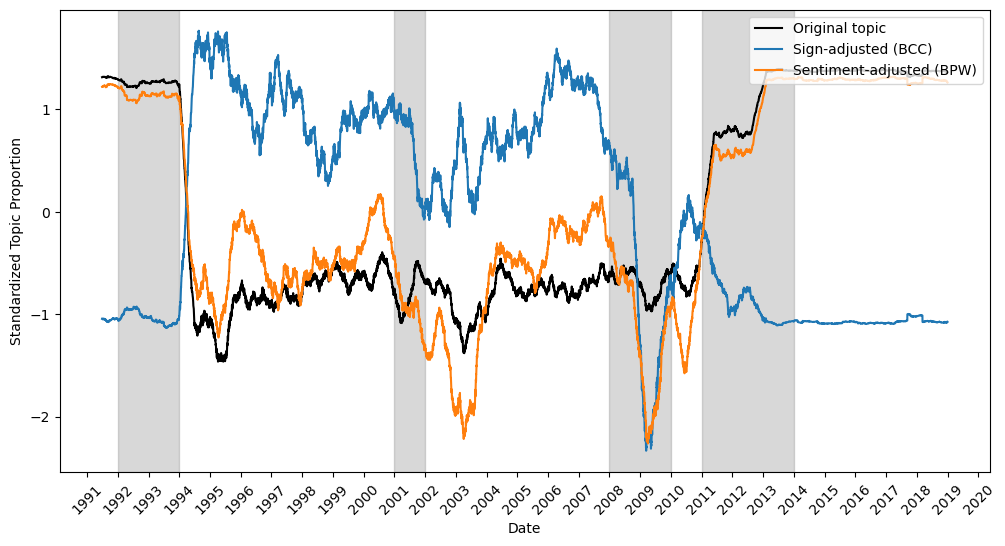 Original topic
Sign-adjusted (BCC)
Sentiment-adjusted (BPW)
Standardized Topic Proportion
1
0
−1
−2
1991 1992 1993 1994 1995 1996 1997 1998 1999 2000 2001 2002 2003 2004 2005 2006 2007 2008 2009 2010 2011 2012 2013 2014 2015 2016 2017 2018 2019 2020
Date